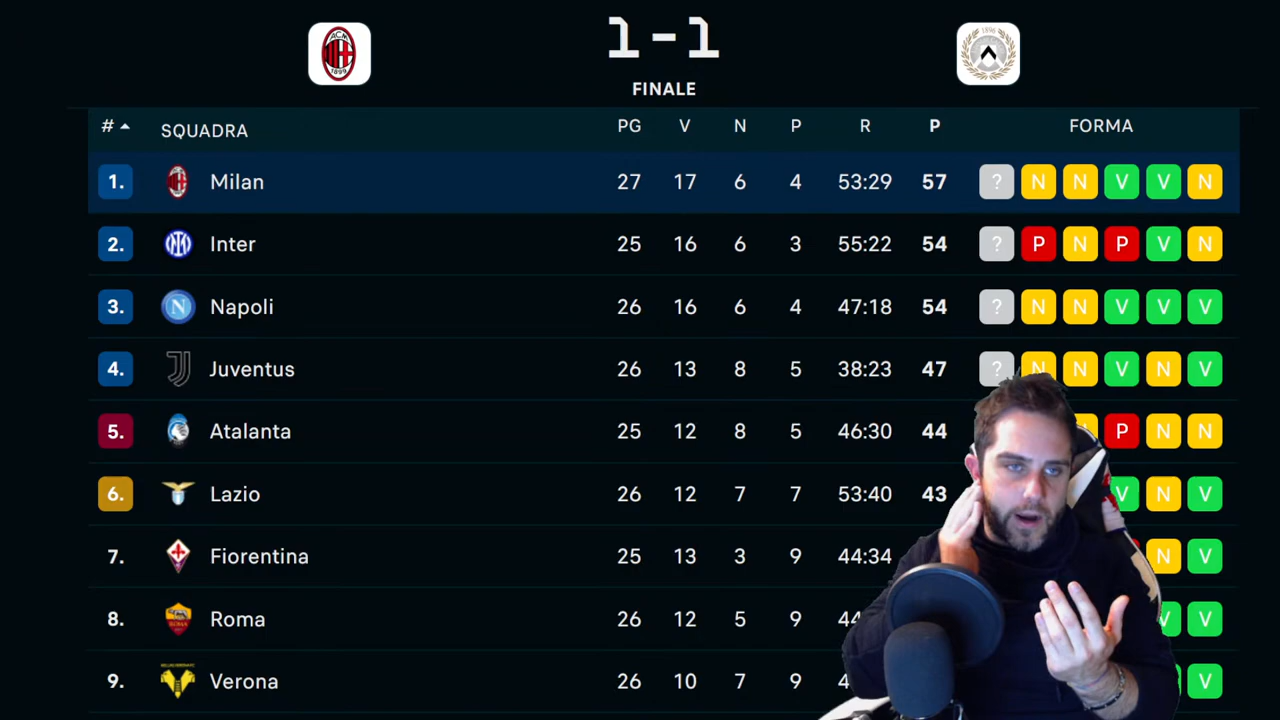 1-1
FINALE
# SQUADRA PG V N P R P FORMA
1. Milan 27 17 6 4 53:29 57 ? N N V V N
2. Inter 25 16 6 3 55:22 54 ? P N P V N
3. Napoli 26 16 6 4 47:18 54 ? N N V V V
4. Juventus 26 13 8 5 38:23 47 ? N N V N V
5. Atalanta 25 12 8 5 46:30 44 N P N N
6. Lazio 26 12 7 7 53:40 43 V N V
7. Fiorentina 25 13 3 9 44:34 N V
8. Roma 26 12 5 9 V V
9. Verona 26 10 7 9 V